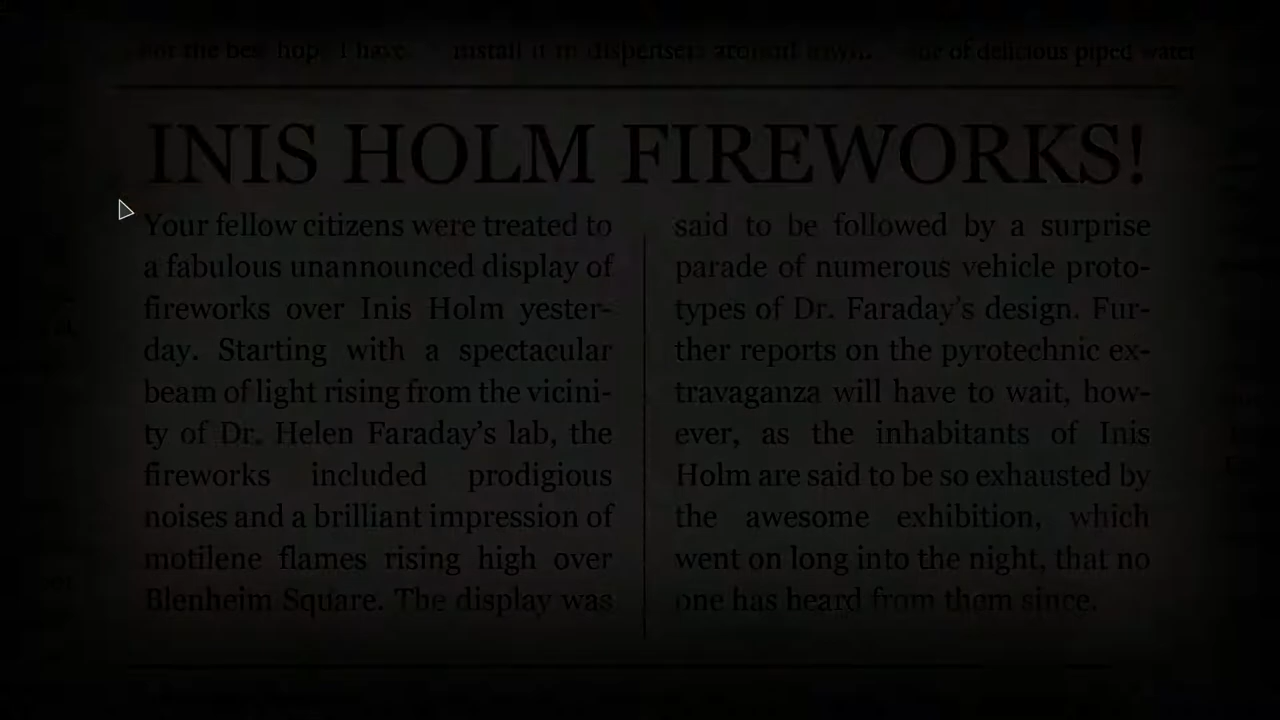 for the best hop I have
install it in dispensers around town.
of delicious piped water
INIS HOLM FIREWORKS!
Your fellow citizens were treated to
a fabulous unannounced display of
fireworks over Inis Holm yester-
day. Starting with a spectacular
beam of light rising from the vicini-
ty of Dr. Helen Faraday's lab, the
fireworks included prodigious
noises and a brilliant impression of
motilene flames rising high over
Blenheim Square. The display was
said to be followed by a surprise
parade of numerous vehicle proto-
types of Dr. Faraday's design. Fur-
ther reports on the pyrotechnic ex-
travaganza will have to wait, how-
ever, as the inhabitants of Inis
Holm are said to be so exhausted by
the awesome exhibition, which
went on long into the night, that no
one has heard from them since.